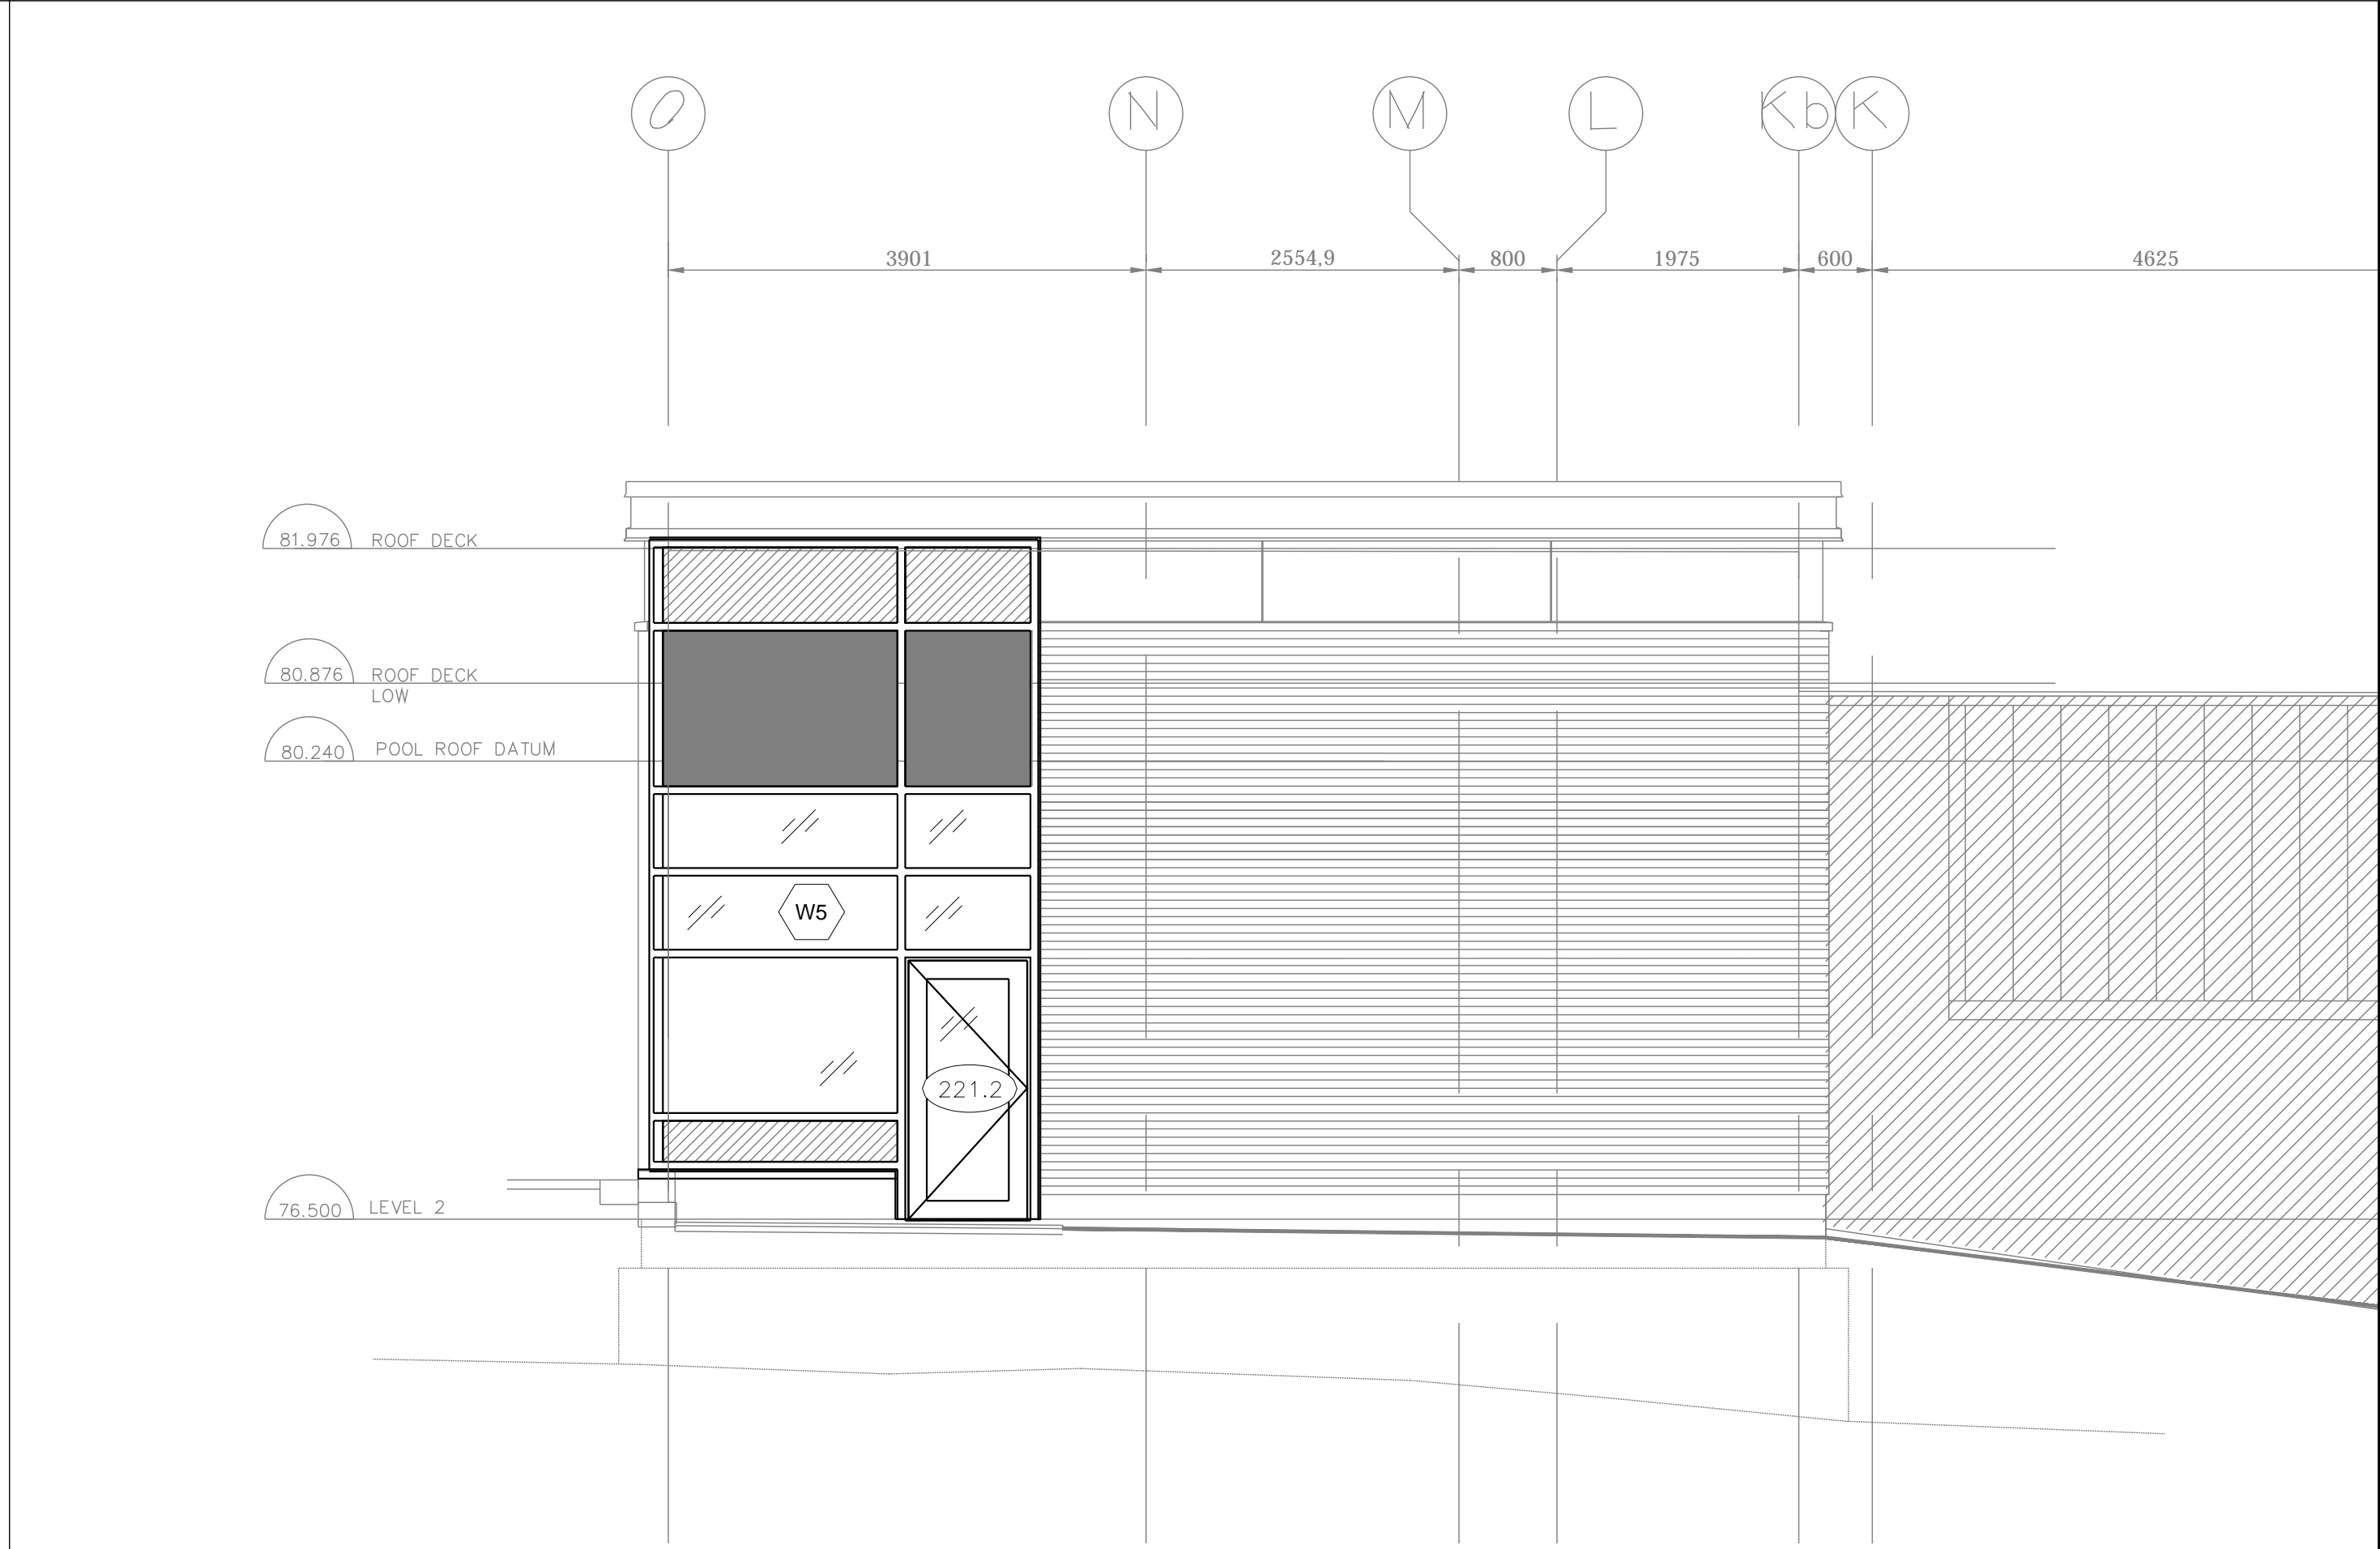 O N M L Kb K
3901 2554,9 800 1975 600 4625
81.976 ROOF DECK
80.876 ROOF DECK
LOW
80.240 POOL ROOF DATUM
W5
221.2
76.500 LEVEL 2